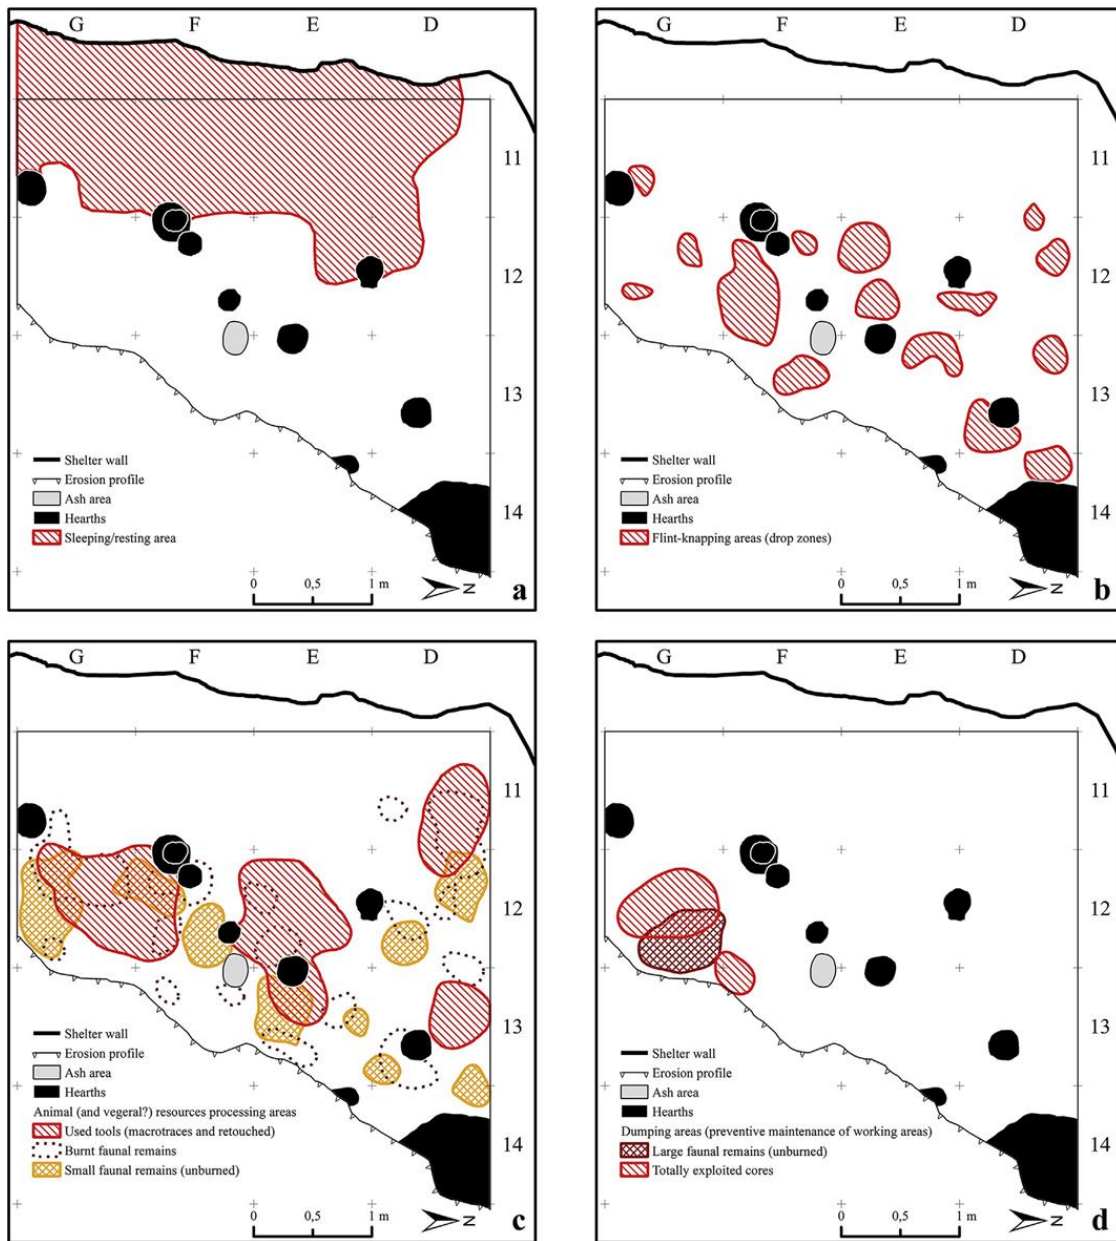 G F E D
11
12
13
14
Shelter wall
Erosion profile
Ash area
Hearths
Sleeping/resting area
0 0,5 1 m
N
a
G F E D
11
12
13
14
Shelter wall
Erosion profile
Ash area
Hearths
Flint-knapping areas (drop zones)
0 0,5 1 m
N
b
G F E D
11
12
13
14
Shelter wall
Erosion profile
Ash area
Hearths
Animal (and vegeral?) resources processing areas
Used tools (macrotraces and retouched)
Burnt faunal remains
Small faunal remains (unburned)
0 0,5 1 m
N
c
G F E D
11
12
13
14
Shelter wall
Erosion profile
Ash area
Hearths
Dumping areas (preventive maintenance of working areas)
Large faunal remains (unburned)
Totally exploited cores
0 0,5 1 m
N
d